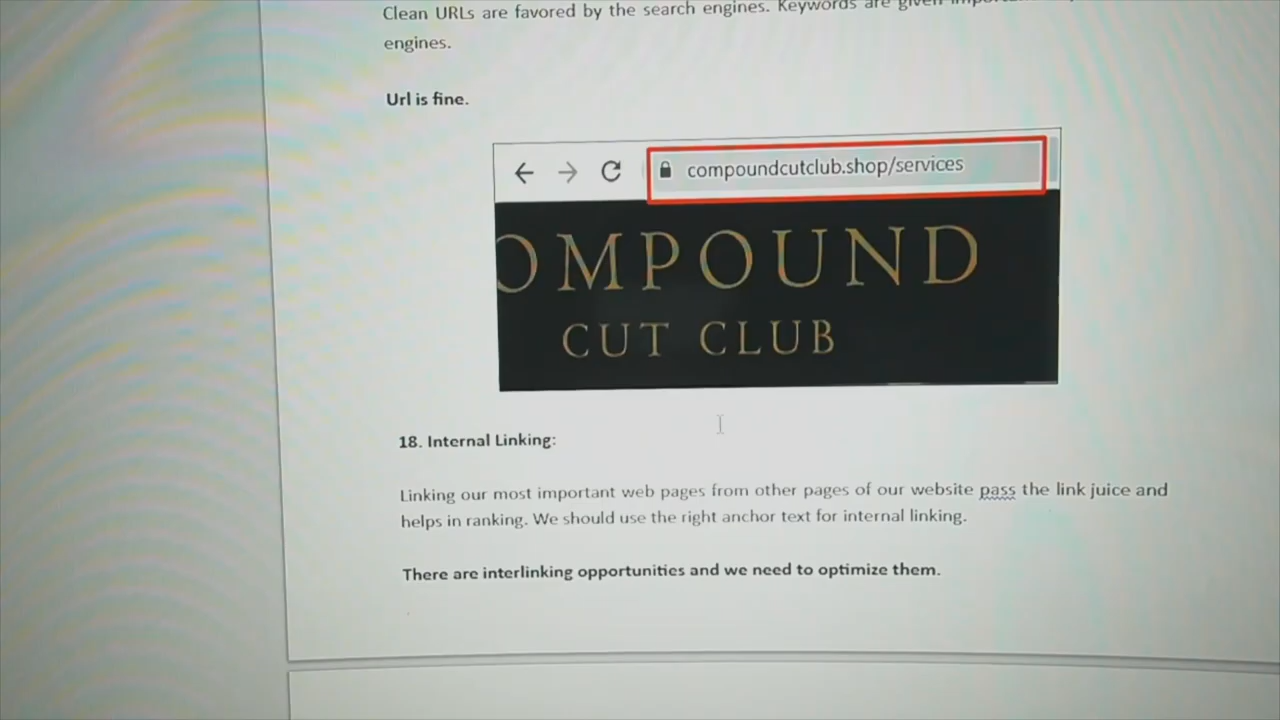 Clean URLs are favored by the search engines. Keywords are given
engines.
Url is fine.
compoundcutclub.shop/services
OMPOUND
CUT CLUB
18. Internal Linking:
Linking our most important web pages from other pages of our website pass the link juice and
helps in ranking. We should use the right anchor text for internal linking.
There are interlinking opportunities and we need to optimize them.